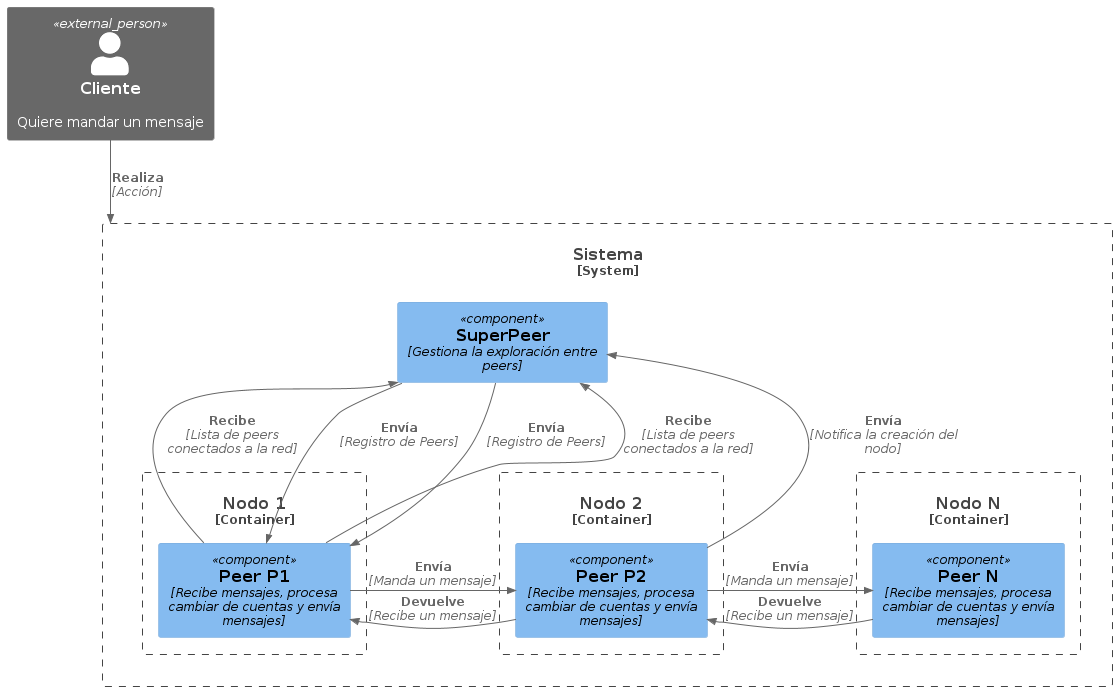 «external_person»
Cliente
Quiere mandar un mensaje
Realiza
[Acción]
Sistema
[System]
«component»
SuperPeer
[Gestiona la exploración entre
peers]
Recibe
[Lista de peers
conectados a la red]
Envía
[Registro de Peers]
Envía
[Registro de Peers]
Recibe
[Lista de peers
conectados a la red]
Envía
[Notifica la creación del
nodo]
Nodo 1
[Container]
Nodo 2
[Container]
Nodo N
[Container]
«component»
Peer P1
[Recibe mensajes, procesa
cambiar de cuentas y envía
mensajes]
Envía
[Manda un mensaje]
Devuelve
[Recibe un mensaje]
«component»
Peer P2
[Recibe mensajes, procesa
cambiar de cuentas y envía
mensajes]
Envía
[Manda un mensaje]
Devuelve
[Recibe un mensaje]
«component»
Peer N
[Recibe mensajes, procesa
cambiar de cuentas y envía
mensajes]